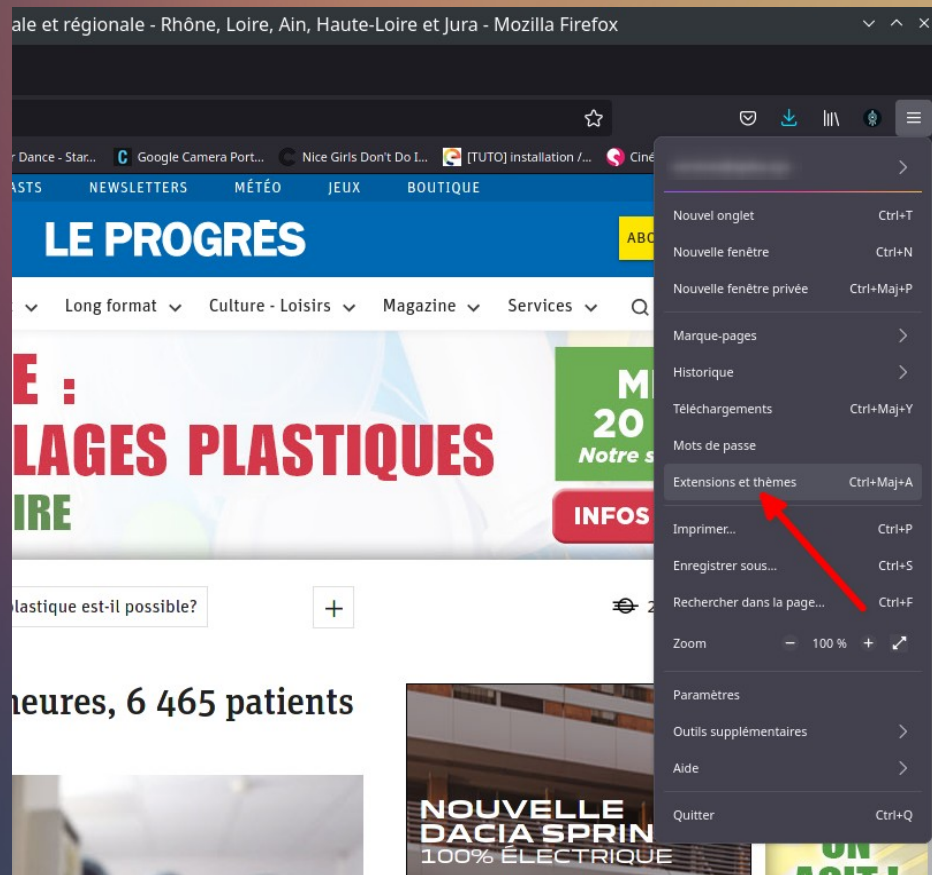 ale et régionale - Rhône, Loire, Ain, Haute-Loire et Jura - Mozilla Firefox
r Dance - Star... Google Camera Port... Nice Girls Don't Do I... [TUTO] installation /... Ciné
ASTS NEWSLETTERS MÉTÉO JEUX BOUTIQUE
LE PROGRÈS
ABO
Long format Culture - Loisirs Magazine Services
E :
LAGES PLASTIQUES
IRE
MI
20
Notre s
INFOS
plastique est-il possible?
+
2
heures, 6 465 patients
NOUVELLE
DACIA SPRIN
100% ÉLECTRIQUE
UN
AGIT !
Nouvel onglet Ctrl+T
Nouvelle fenêtre Ctrl+N
Nouvelle fenêtre privée Ctrl+Maj+P
Marque-pages
Historique
Téléchargements Ctrl+Maj+Y
Mots de passe
Extensions et thèmes Ctrl+Maj+A
Imprimer... Ctrl+P
Enregistrer sous... Ctrl+S
Rechercher dans la page... Ctrl+F
Zoom − 100 % +
Paramètres
Outils supplémentaires
Aide
Quitter Ctrl+Q